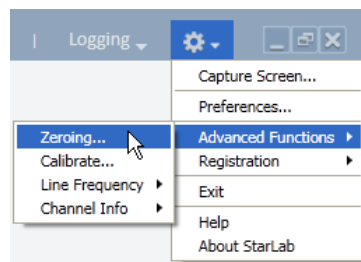 Logging
Capture Screen...
Preferences...
Zeroing...
Advanced Functions
Calibrate...
Registration
Line Frequency
Exit
Channel Info
Help
About StarLab